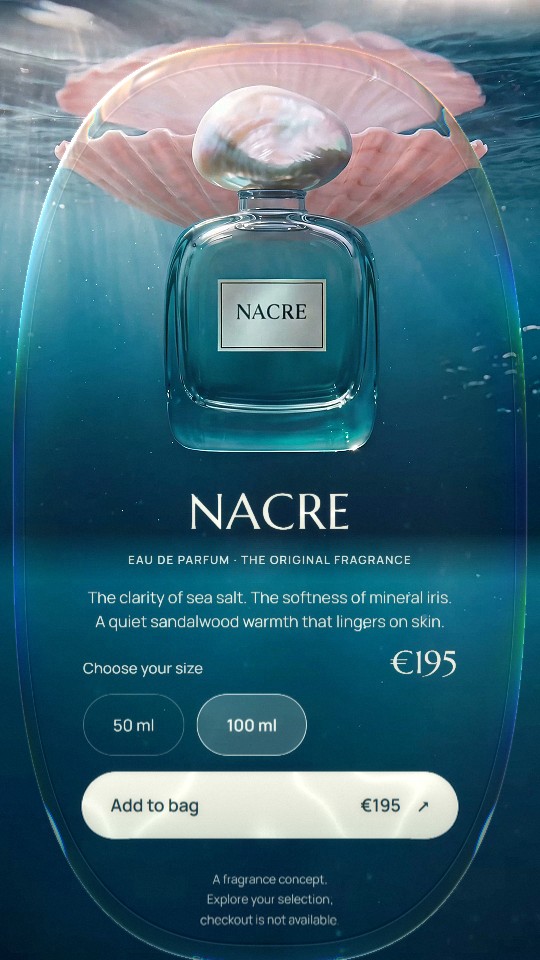 NACRE
NACRE
EAU DE PARFUM · THE ORIGINAL FRAGRANCE
The clarity of sea salt. The softness of mineral iris.
A quiet sandalwood warmth that lingers on skin.
Choose your size
€195
50 ml
100 ml
Add to bag €195 ↗
A fragrance concept.
Explore your selection;
checkout is not available.